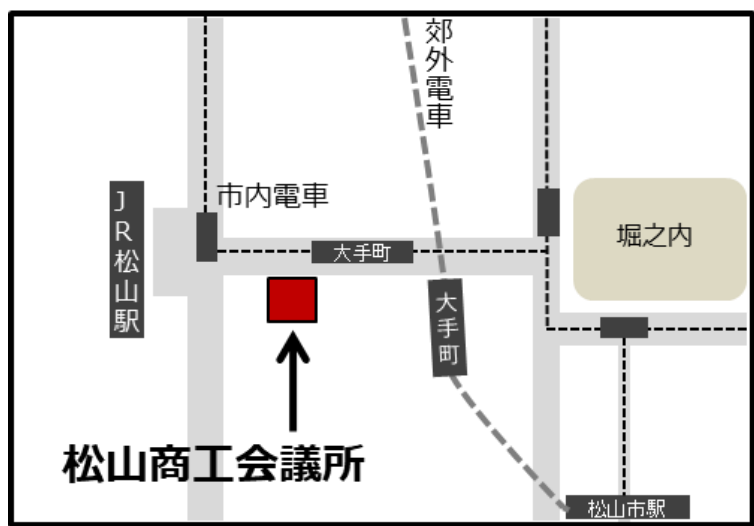 郊外電車
市内電車
JR松山駅
大手町
堀之内
大手町
松山商工会議所
松山市駅